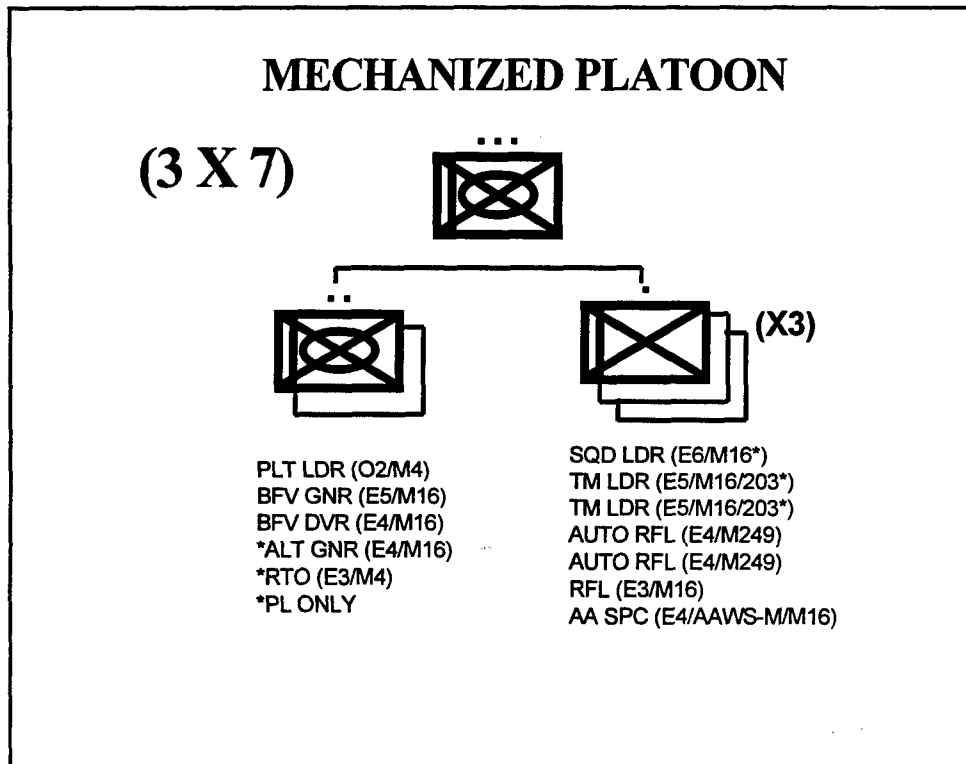 MECHANIZED PLATOON
(3 X 7)
(X3)
PLT LDR (O2/M4)
BFV GNR (E5/M16)
BFV DVR (E4/M16)
*ALT GNR (E4/M16)
*RTO (E3/M4)
*PL ONLY
SQD LDR (E6/M16*)
TM LDR (E5/M16/203*)
TM LDR (E5/M16/203*)
AUTO RFL (E4/M249)
AUTO RFL (E4/M249)
RFL (E3/M16)
AA SPC (E4/AAWS-M/M16)